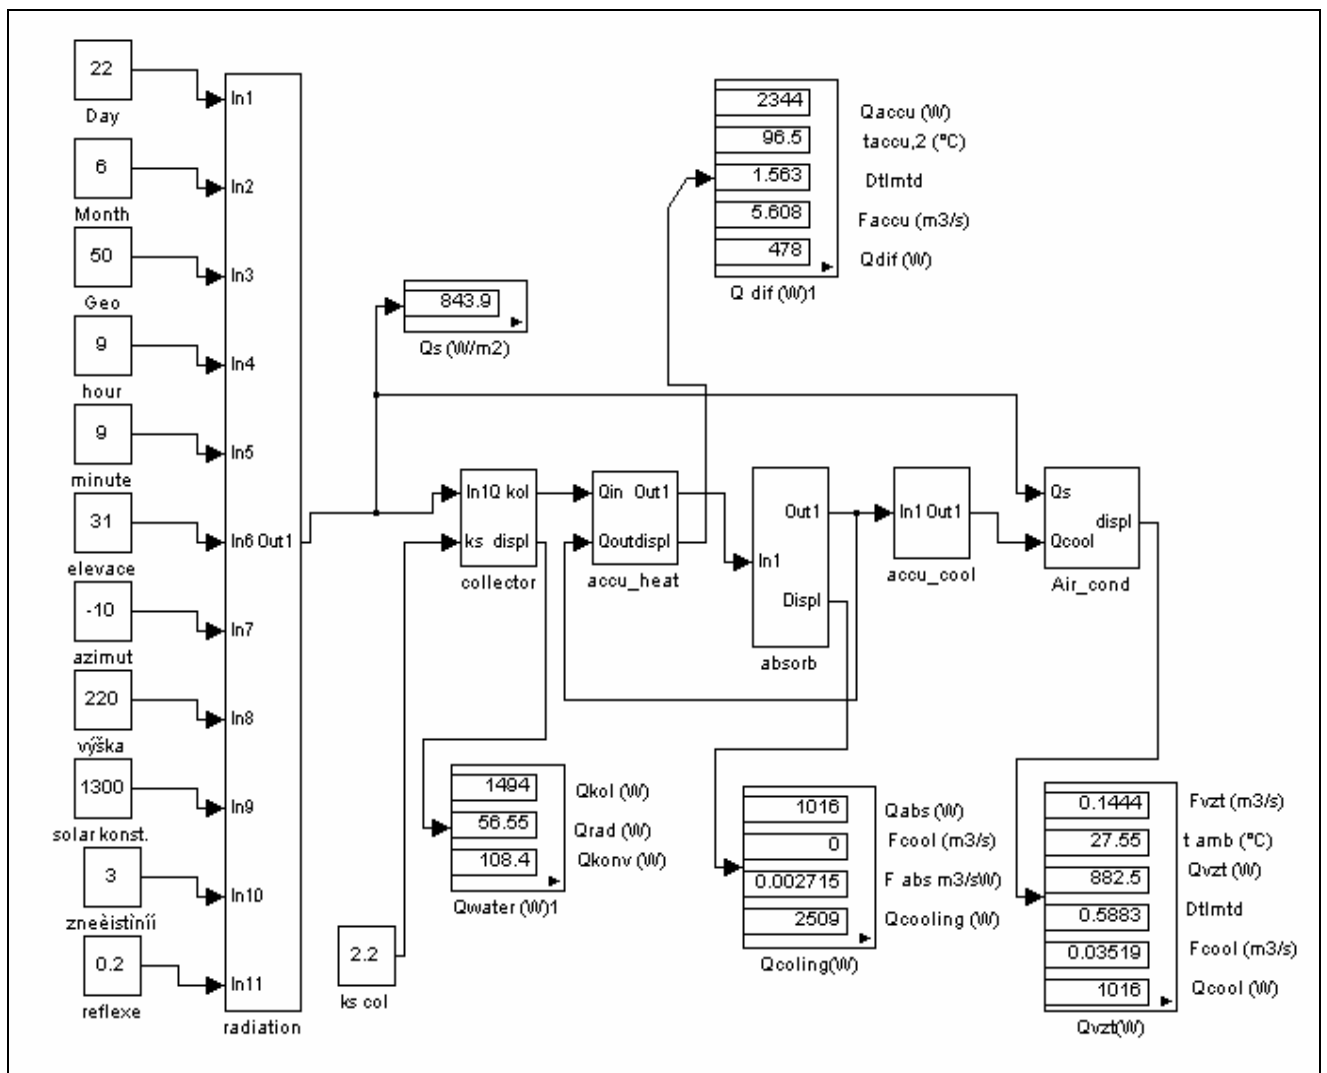 22
Day
In1
6
Month
In2
50
Geo
In3
9
hour
In4
9
minute
In5
31
elevace
In6 Out1
-10
azimut
In7
220
výška
In8
1300
solar konst.
In9
3
zneèistìníí
In10
0.2
reflexe
In11
radiation
843.9
Qs (W/m2)
2344 Qaccu (W)
96.5 taccu,2 (°C)
1.563 Dtlmtd
5.608 Faccu (m3/s)
478 Qdif (W)
Q dif (W)1
In1 Q kol
ks displ
collector
Qin Out1
Qout displ
accu_heat
Out1
In1
Displ
absorb
In1 Out1
accu_cool
Qs
displ
Qcool
Air_cond
1494 Qkol (W)
56.55 Qrad (W)
108.4 Qkonv (W)
Qwater (W)1
2.2
ks col
1016 Qabs (W)
0 Fcool (m3/s)
0.002715 F abs m3/sW)
2509 Qcooling (W)
Qcoling(W)
0.1444 Fvzt (m3/s)
27.55 t amb (°C)
882.5 Qvzt (W)
0.5883 Dtlmtd
0.03519 Fcool (m3/s)
1016 Qcool (W)
Qvzt(W)